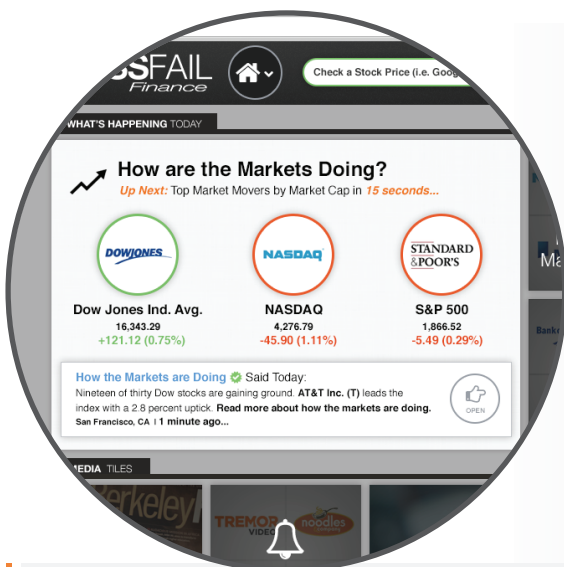 SSFAIL
Finance
Check a Stock Price (i.e. Goog
WHAT'S HAPPENING TODAY
How are the Markets Doing?
Up Next: Top Market Movers by Market Cap in 15 seconds...
DOWJONES
NASDAQ
STANDARD
&POOR'S
Dow Jones Ind. Avg.
NASDAQ
S&P 500
16,343.29
4,276.79
1,866.52
+121.12 (0.75%)
-45.90 (1.11%)
-5.49 (0.29%)
How the Markets are Doing Said Today:
Nineteen of thirty Dow stocks are gaining ground. AT&T Inc. (T) leads the
index with a 2.8 percent uptick. Read more about how the markets are doing.
San Francisco, CA | 1 minute ago...
OPEN
Ma
Bank
MEDIA TILES
erkeley
TREMOR
VIDEO
noodles